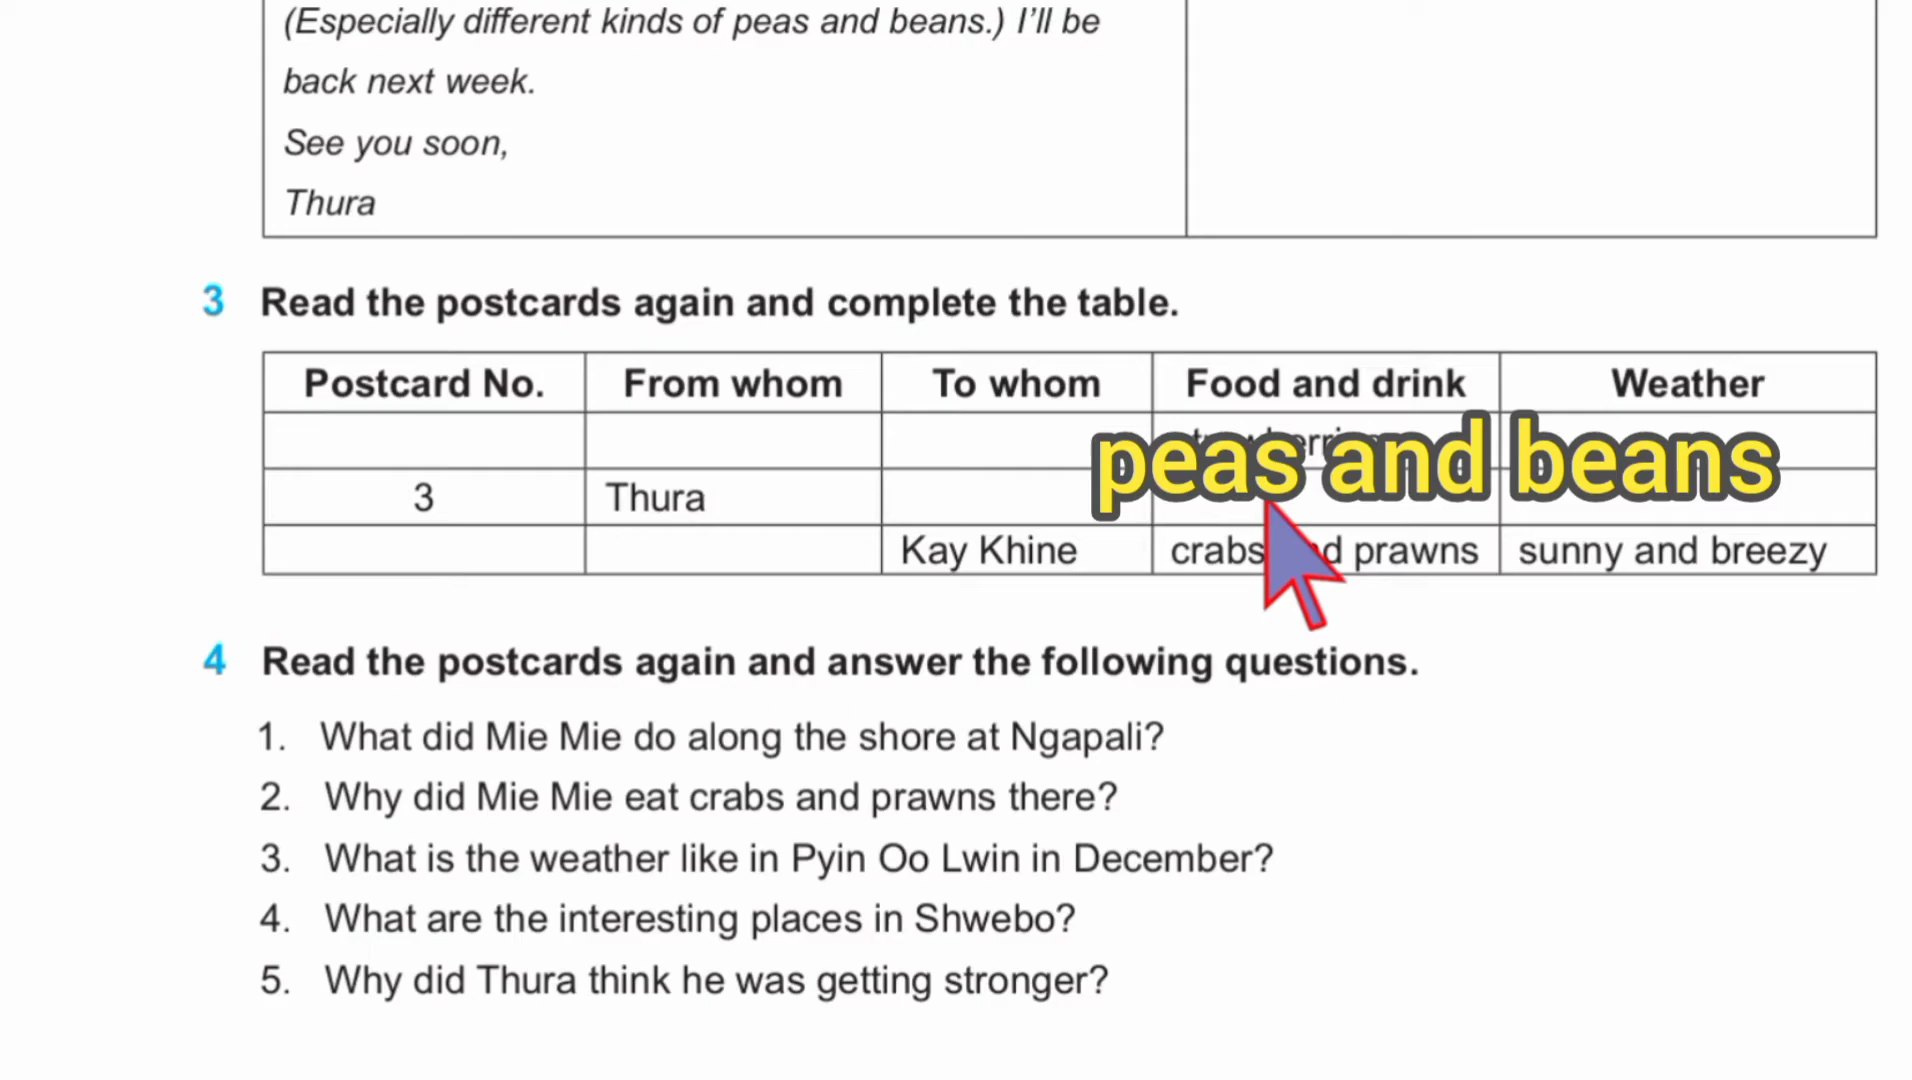 (Especially different kinds of peas and beans.) I'll be
back next week.
See you soon,
Thura
3 Read the postcards again and complete the table.
Postcard No. From whom To whom Food and drink Weather
peas and beans
3 Thura
Kay Khine crabs and prawns sunny and breezy
4 Read the postcards again and answer the following questions.
1. What did Mie Mie do along the shore at Ngapali?
2. Why did Mie Mie eat crabs and prawns there?
3. What is the weather like in Pyin Oo Lwin in December?
4. What are the interesting places in Shwebo?
5. Why did Thura think he was getting stronger?